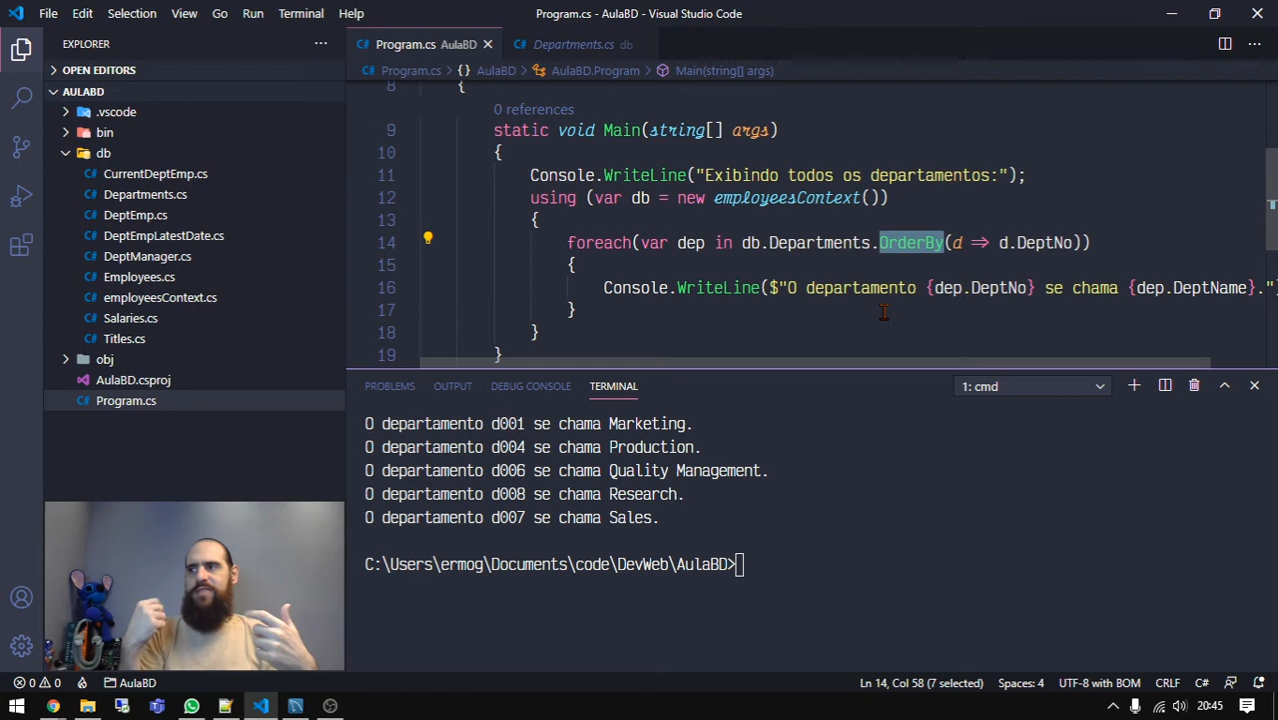 File Edit Selection View Go Run Terminal Help Program.cs - AulaBD - Visual Studio Code
EXPLORER
OPEN EDITORS
AULABD
.vscode
bin
db
CurrentDeptEmp.cs
Departments.cs
DeptEmp.cs
DeptEmpLatestDate.cs
DeptManager.cs
Employees.cs
employeesContext.cs
Salaries.cs
Titles.cs
obj
AulaBD.csproj
Program.cs
Program.cs AulaBD Departments.cs db
Program.cs > {} AulaBD > AulaBD.Program > Main(string[] args)
8 {
0 references
9 static void Main(string[] args)
10 {
11 Console.WriteLine("Exibindo todos os departamentos:");
12 using (var db = new employeesContext())
13 {
14 foreach(var dep in db.Departments.OrderBy(d => d.DeptNo))
15 {
16 Console.WriteLine($"O departamento {dep.DeptNo} se chama {dep.DeptName}."
17 }
18 }
19 }
PROBLEMS OUTPUT DEBUG CONSOLE TERMINAL 1: cmd
O departamento d001 se chama Marketing.
O departamento d004 se chama Production.
O departamento d006 se chama Quality Management.
O departamento d008 se chama Research.
O departamento d007 se chama Sales.
C:\Users\ermog\Documents\code\DevWeb\AulaBD>
0 0 AulaBD Ln 14, Col 58 (7 selected) Spaces: 4 UTF-8 with BOM CRLF C#
20:45